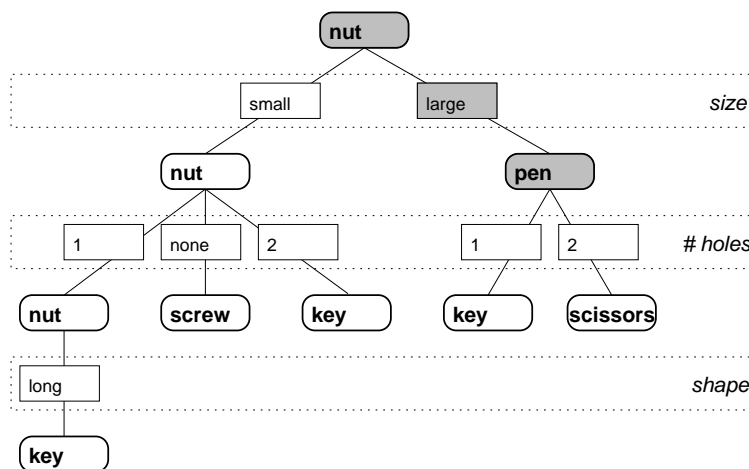 nut
small
large
size
nut
pen
1
none
2
1
2
# holes
nut
screw
key
key
scissors
long
shape
key